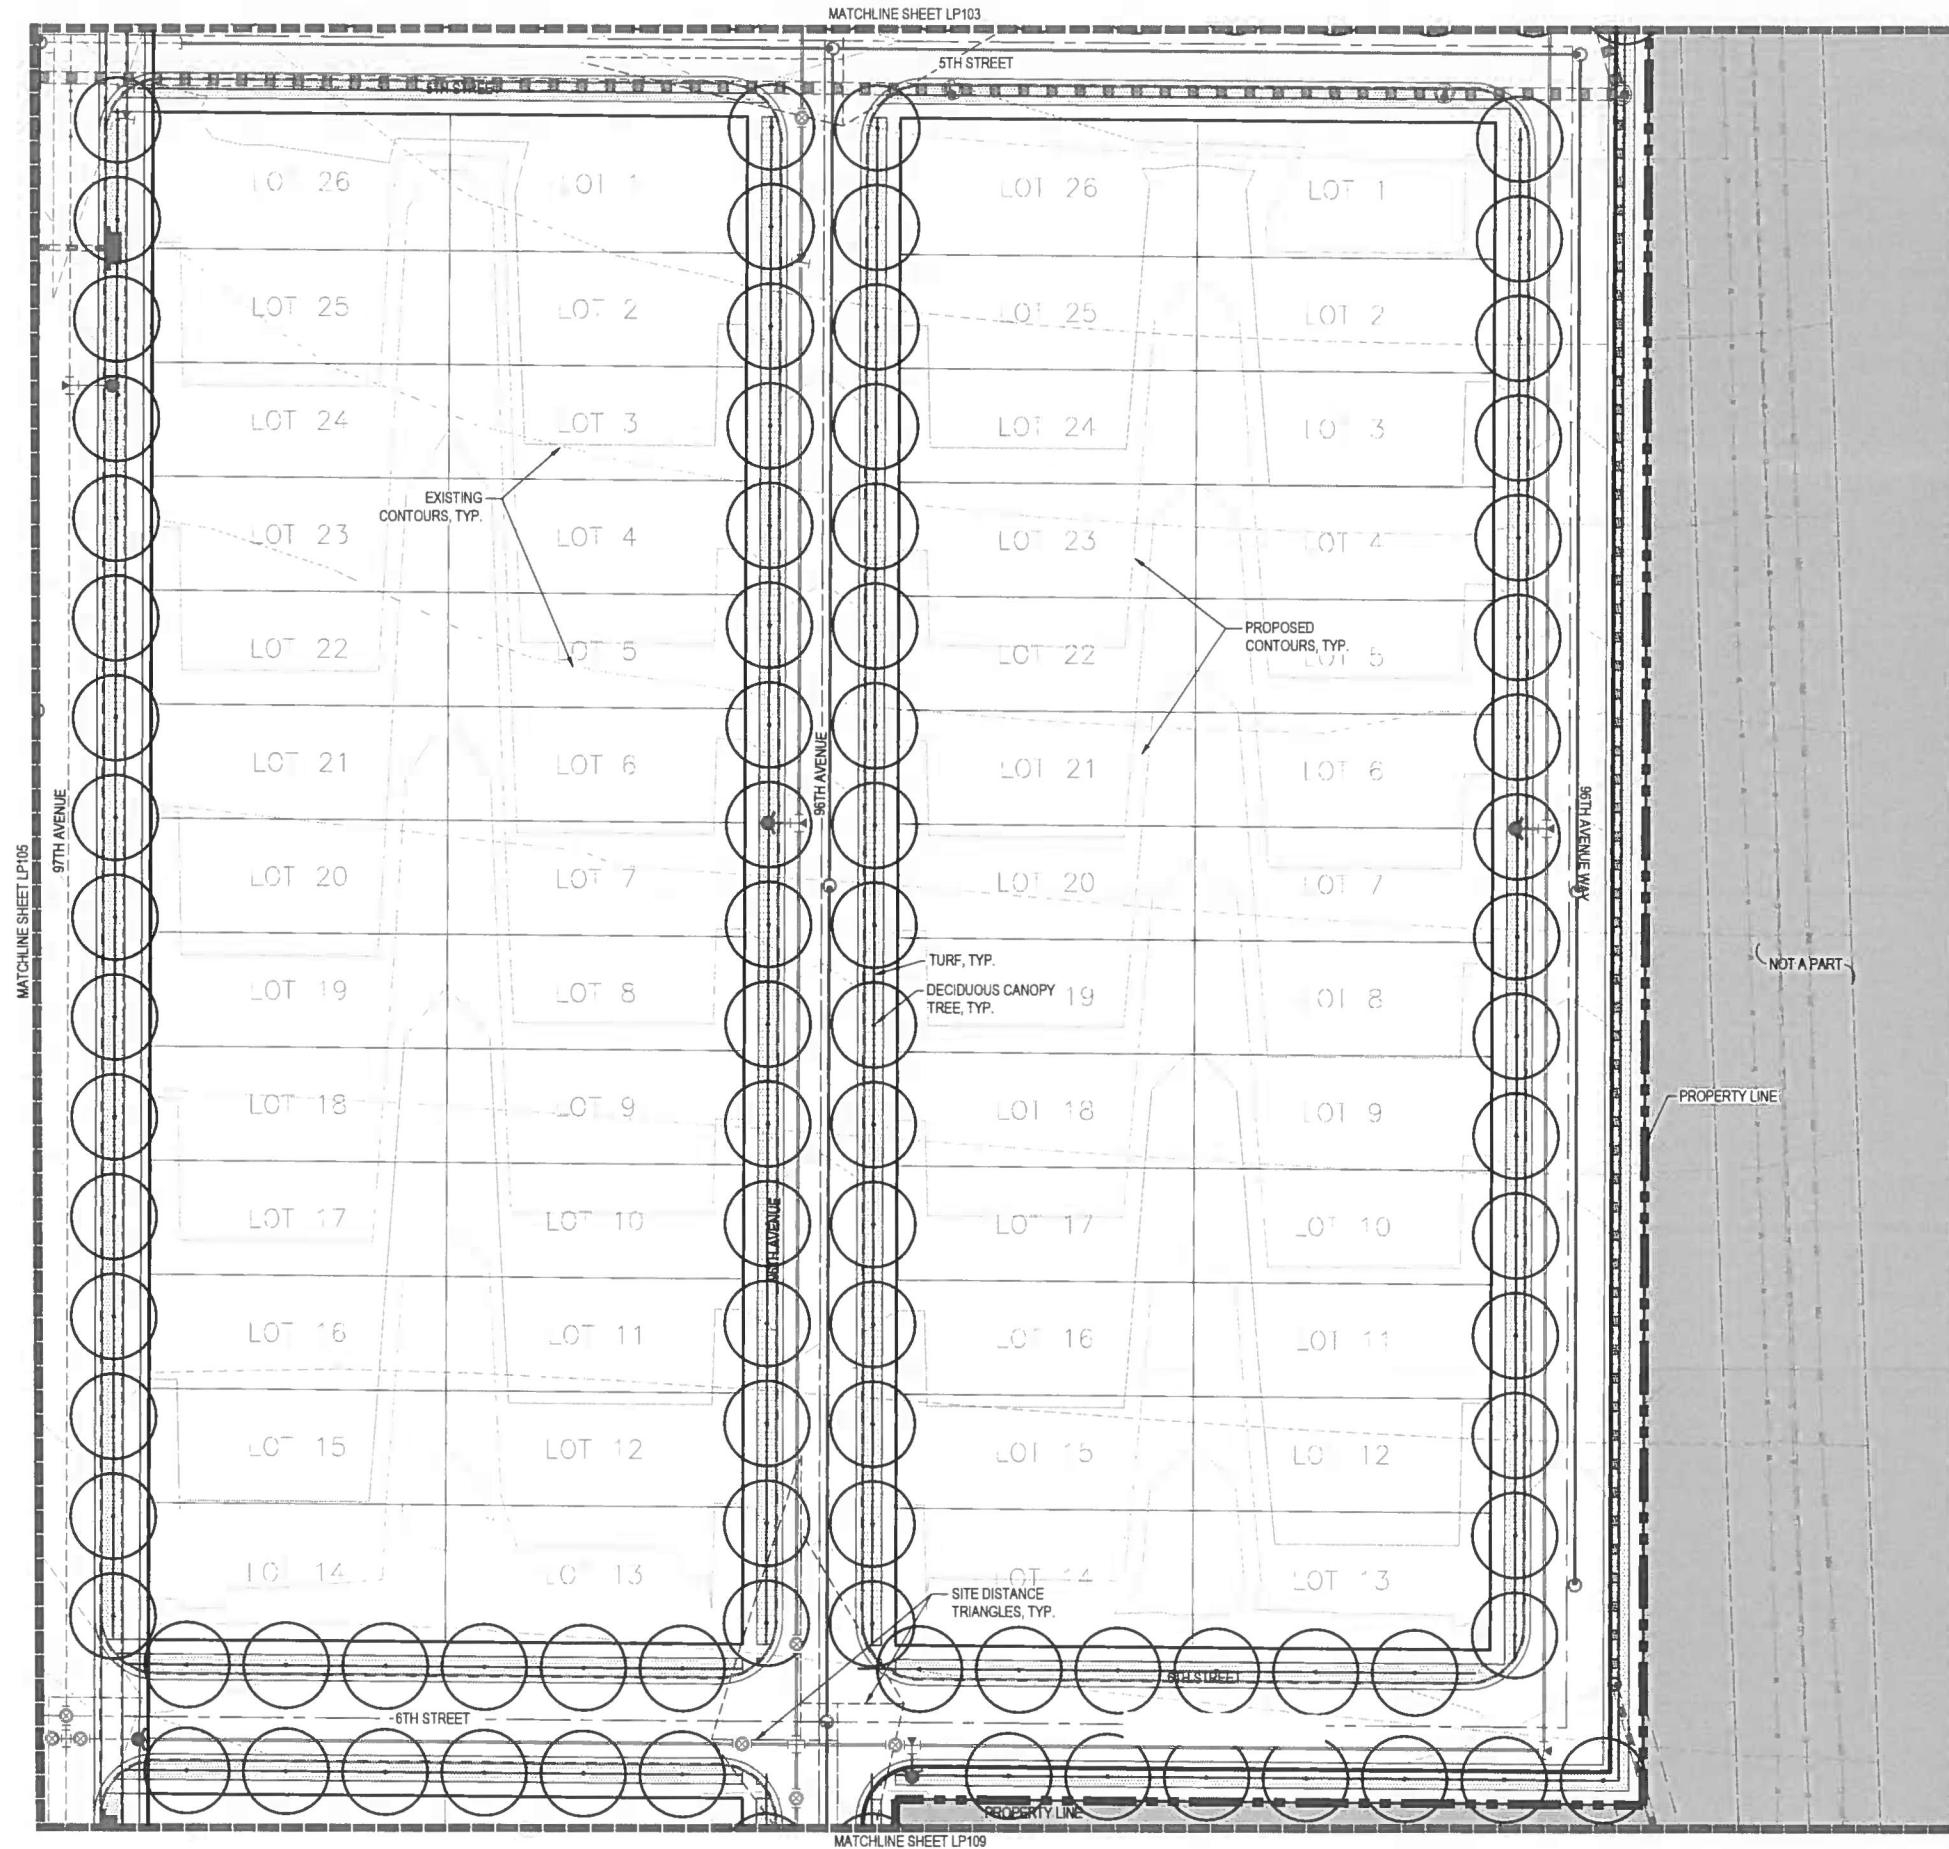 MATCHLINE SHEET LP103
5TH STREET
5TH STREET
LOT 26
LOT 1
LOT 26
LOT 1
LOT 25
LOT 2
LOT 25
LOT 2
LOT 24
LOT 3
LOT 24
LOT 3
EXISTING
CONTOURS, TYP.
LOT 23
LOT 4
LOT 23
LOT 4
PROPOSED
CONTOURS, TYP.
LOT 22
LOT 5
LOT 22
LOT 5
LOT 21
LOT 6
LOT 21
LOT 6
96TH AVENUE
97TH AVENUE
96TH AVENUE WAY
MATCHLINE SHEET LP105
LOT 20
LOT 7
LOT 20
LOT 7
TURF, TYP.
NOT A PART
DECIDUOUS CANOPY
TREE, TYP.
LOT 19
LOT 8
19
LOT 8
PROPERTY LINE
LOT 18
LOT 9
LOT 18
LOT 9
LOT 17
LOT 10
LOT 17
LOT 10
96TH AVENUE
LOT 16
LOT 11
LOT 16
LOT 11
LOT 15
LOT 12
LOT 15
LOT 12
LOT 14
LOT 13
LOT 14
LOT 13
SITE DISTANCE
TRIANGLES, TYP.
6TH STREET
6TH STREET
PROPERTY LINE
MATCHLINE SHEET LP109